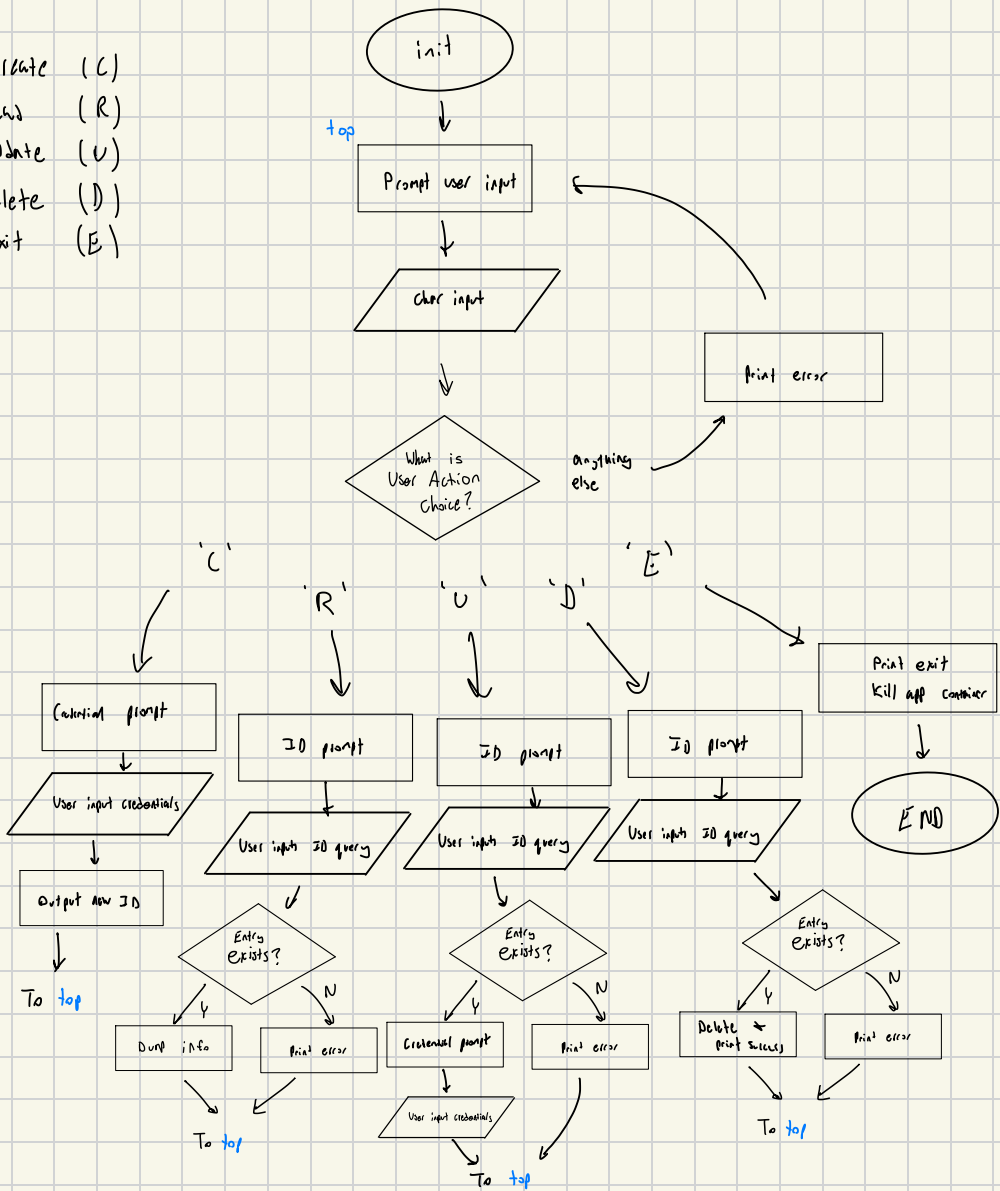 init
reate (C)
(R)
date (U)
lete (D)
xit (E)
top
Prompt user input
Char input
Print error
What is
User Action
Choice?
anything
else
'C'
'R'
'U'
'D'
'E'
Print exit
Kill app container
END
Credential prompt
User input credentials
Output new ID
To top
ID prompt
User inputs ID query
Entry
exists?
Y
N
Dump info
Print error
To top
ID prompt
User inputs ID query
Entry
exists?
Y
N
Credential prompt
Print error
User input credentials
To top
ID prompt
User inputs ID query
Entry
exists?
Y
N
Delete +
print success
Print error
To top